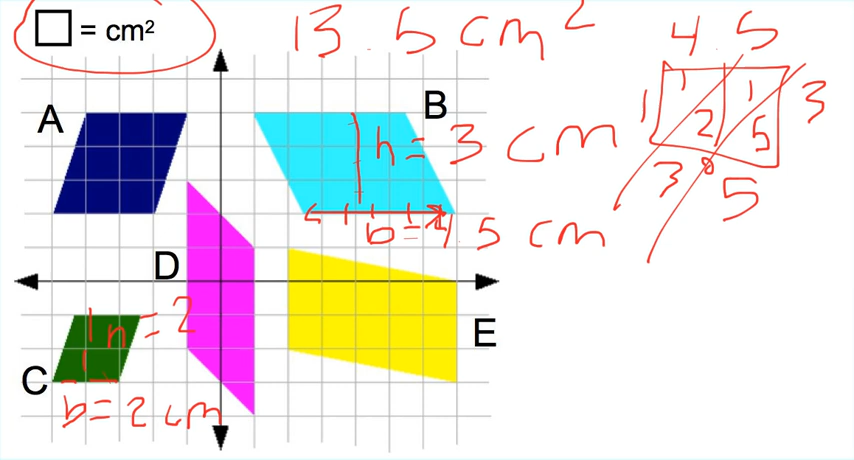 □ = cm²
13.5 cm²
4.5
A
B
1 1 1 3
2 5
h = 3 cm
3 5
b = 4.5 cm
D
h = 2
E
C
b = 2 cm